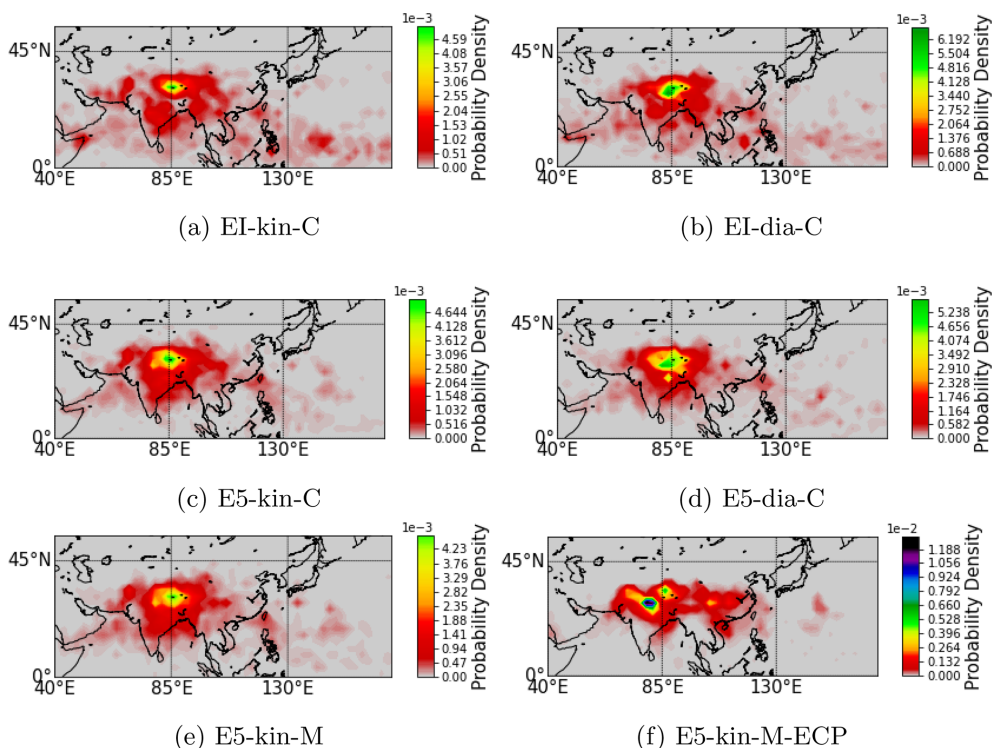 1e-3
45°N
0°
40°E
85°E
130°E
4.59
4.08
3.57
3.06
2.55
2.04
1.53
1.02
0.51
0.00
Probability Density
(a) EI-kin-C
1e-3
45°N
0°
40°E
85°E
130°E
6.192
5.504
4.816
4.128
3.440
2.752
2.064
1.376
0.688
0.000
Probability Density
(b) EI-dia-C
1e-3
45°N
0°
40°E
85°E
130°E
4.644
4.128
3.612
3.096
2.580
2.064
1.548
1.032
0.516
0.000
Probability Density
(c) E5-kin-C
1e-3
45°N
0°
40°E
85°E
130°E
5.238
4.656
4.074
3.492
2.910
2.328
1.746
1.164
0.582
0.000
Probability Density
(d) E5-dia-C
1e-3
45°N
0°
40°E
85°E
130°E
4.23
3.76
3.29
2.82
2.35
1.88
1.41
0.94
0.47
0.00
Probability Density
(e) E5-kin-M
1e-2
45°N
0°
40°E
85°E
130°E
1.188
1.056
0.924
0.792
0.660
0.528
0.396
0.264
0.132
0.000
Probability Density
(f) E5-kin-M-ECP